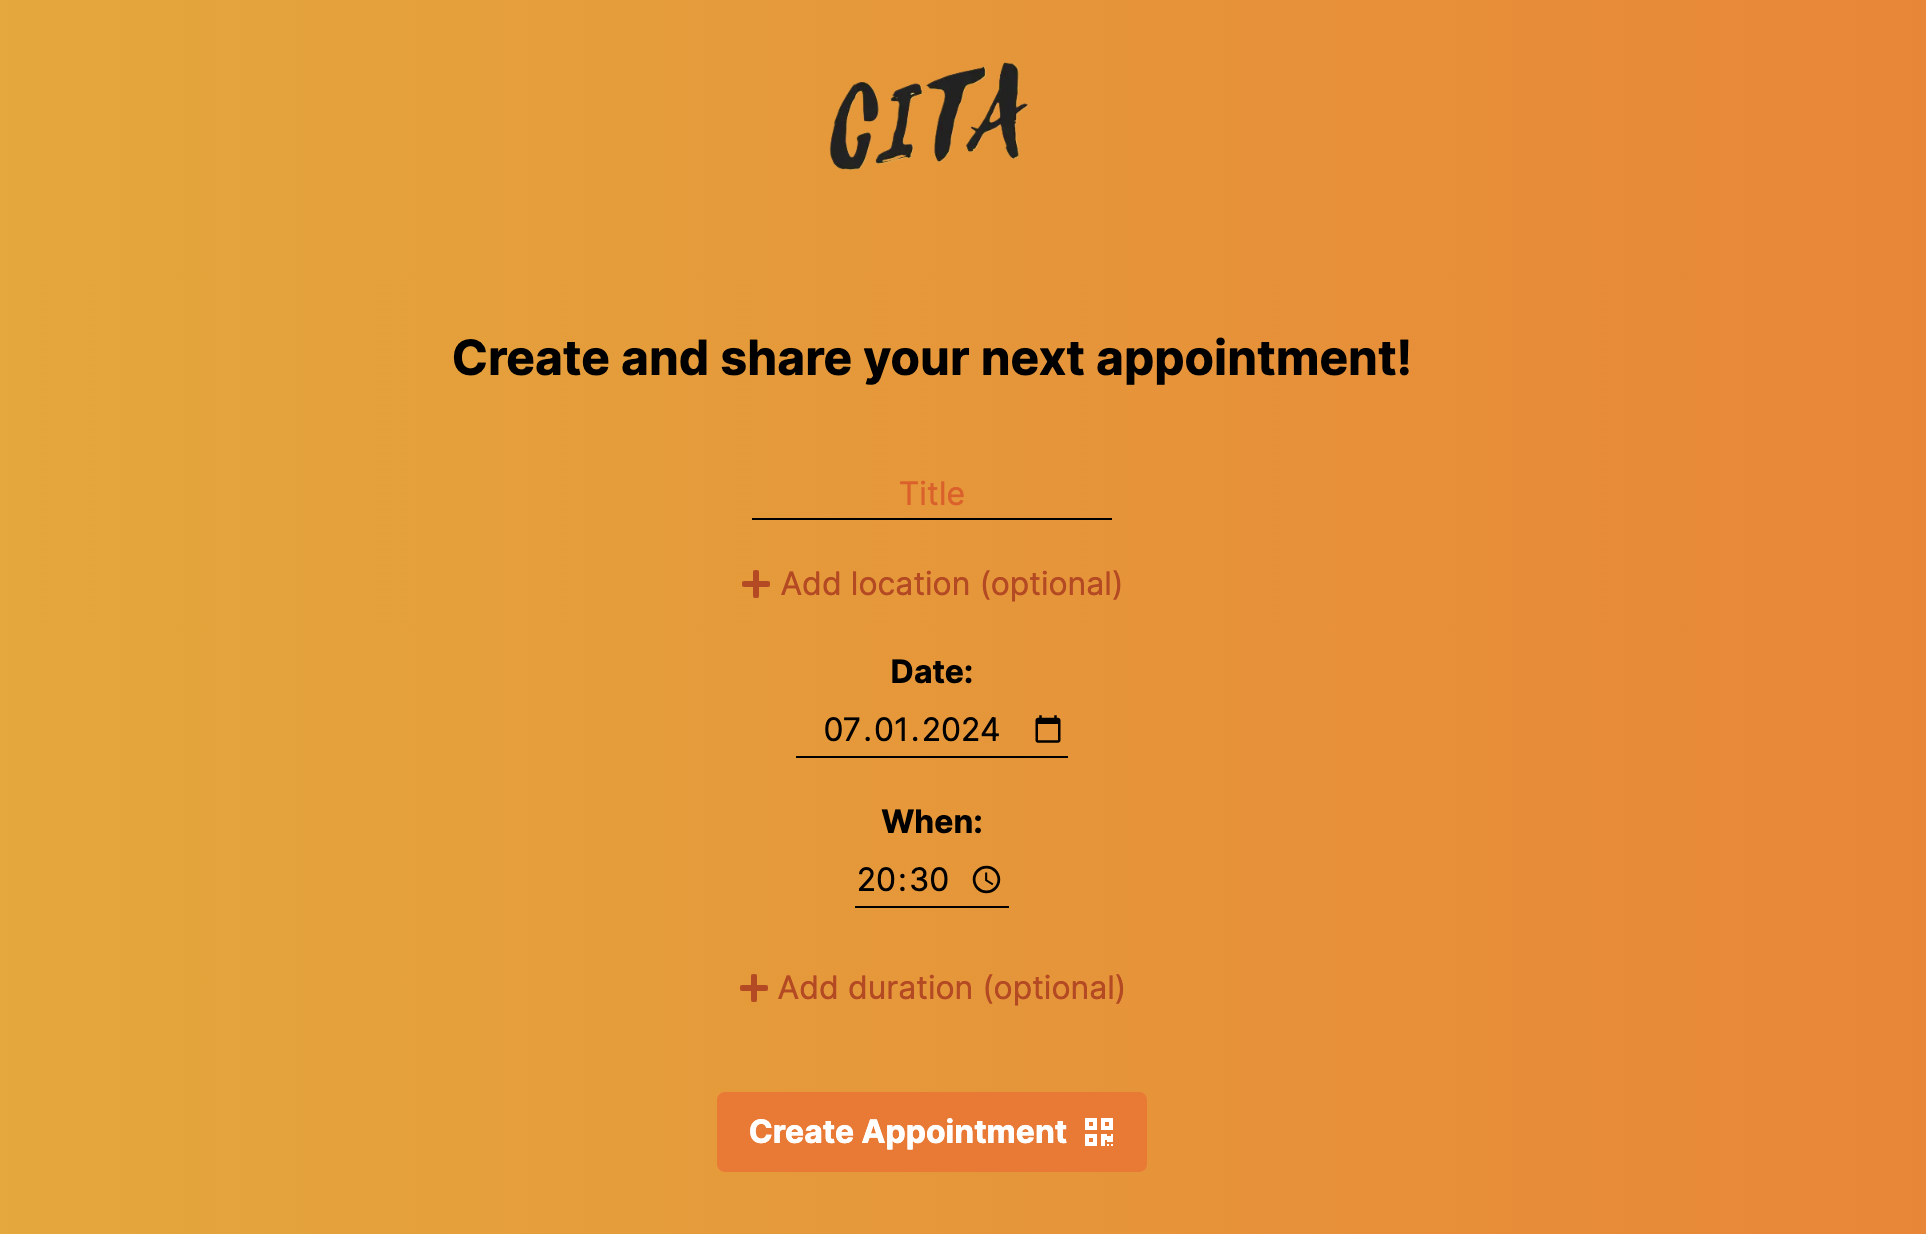 CITA
Create and share your next appointment!
Title
Add location (optional)
Date:
07.01.2024
When:
20:30
Add duration (optional)
Create Appointment